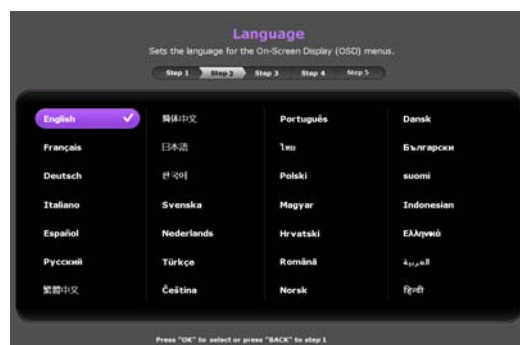 Language
Sets the language for the On-Screen Display (OSD) menus.
Step 1 Step 2 Step 3 Step 4 Step 5
English 簡体中文 Português Dansk
Français 日本語 ไทย Български
Deutsch 한국어 Polski suomi
Italiano Svenska Magyar Indonesian
Español Nederlands Hrvatski Ελληνικά
Русский Türkçe Română العربية
繁體中文 Čeština Norsk हिन्दी
Press "OK" to select or press "BACK" to step 1